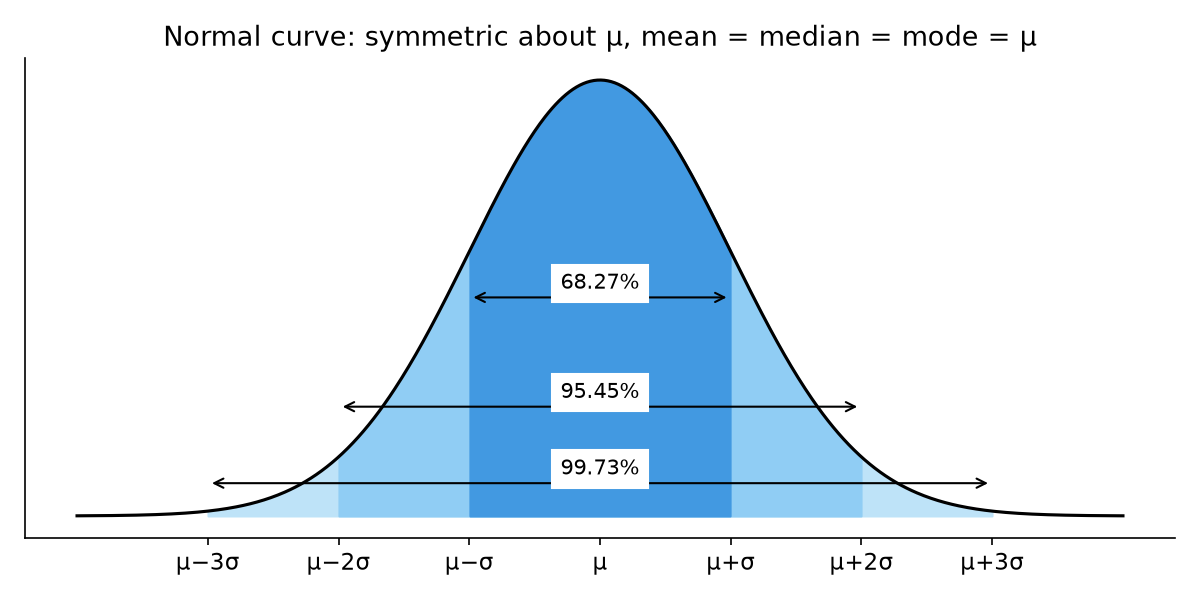 Normal curve: symmetric about μ, mean = median = mode = μ
68.27%
95.45%
99.73%
μ−3σ μ−2σ μ−σ μ μ+σ μ+2σ μ+3σ